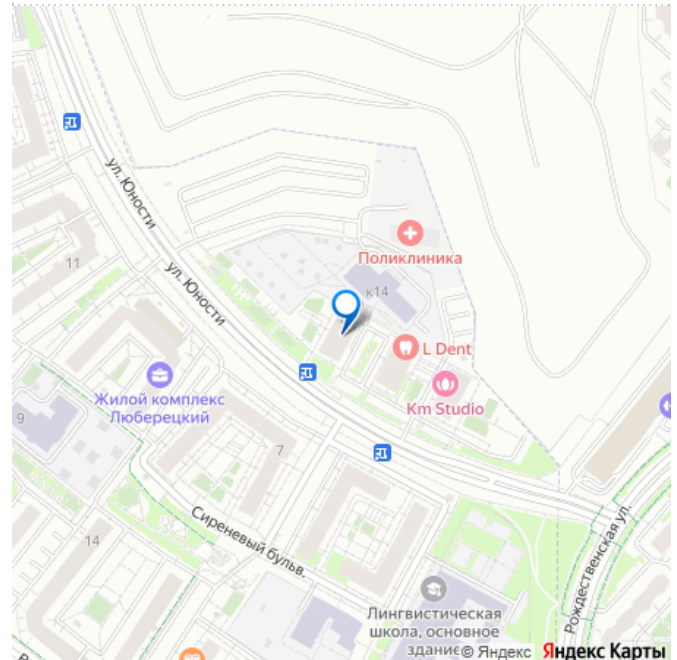 ул. Юности
ул. Юности
11
Поликлиника
к14
L Dent
Km Studio
Жилой комплекс
Люберецкий
9
7
14
Сиреневый бульв.
Рождественская ул.
Лингвистическая
школа, основное
здание
© Яндекс Яндекс Карты